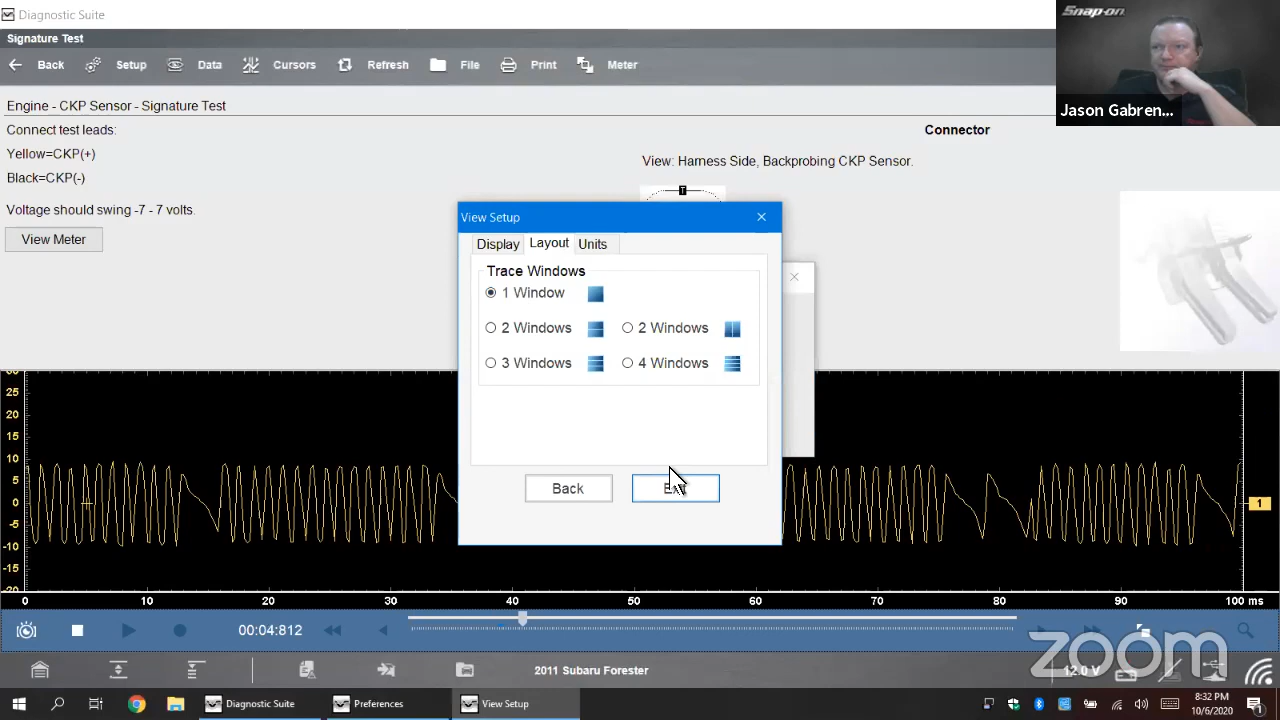 Diagnostic Suite
Snap-on
Signature Test
Back Setup Data Cursors Refresh File Print Meter
Jason Gabren...
Engine - CKP Sensor - Signature Test
Connect test leads:
Connector
Yellow=CKP(+)
View: Harness Side, Backprobing CKP Sensor.
Black=CKP(-)
T
Voltage should swing -7 - 7 volts.
View Meter
View Setup
Display Layout Units
Trace Windows
1 Window
2 Windows 2 Windows
3 Windows 4 Windows
Back
30
25
20
15
10
5
0
-5
-10
-15
-20
1
0 10 20 30 40 50 60 70 80 90 100 ms
00:04:812
zoom
2011 Subaru Forester
12.0 V
Diagnostic Suite Preferences View Setup
8:32 PM
10/6/2020
1